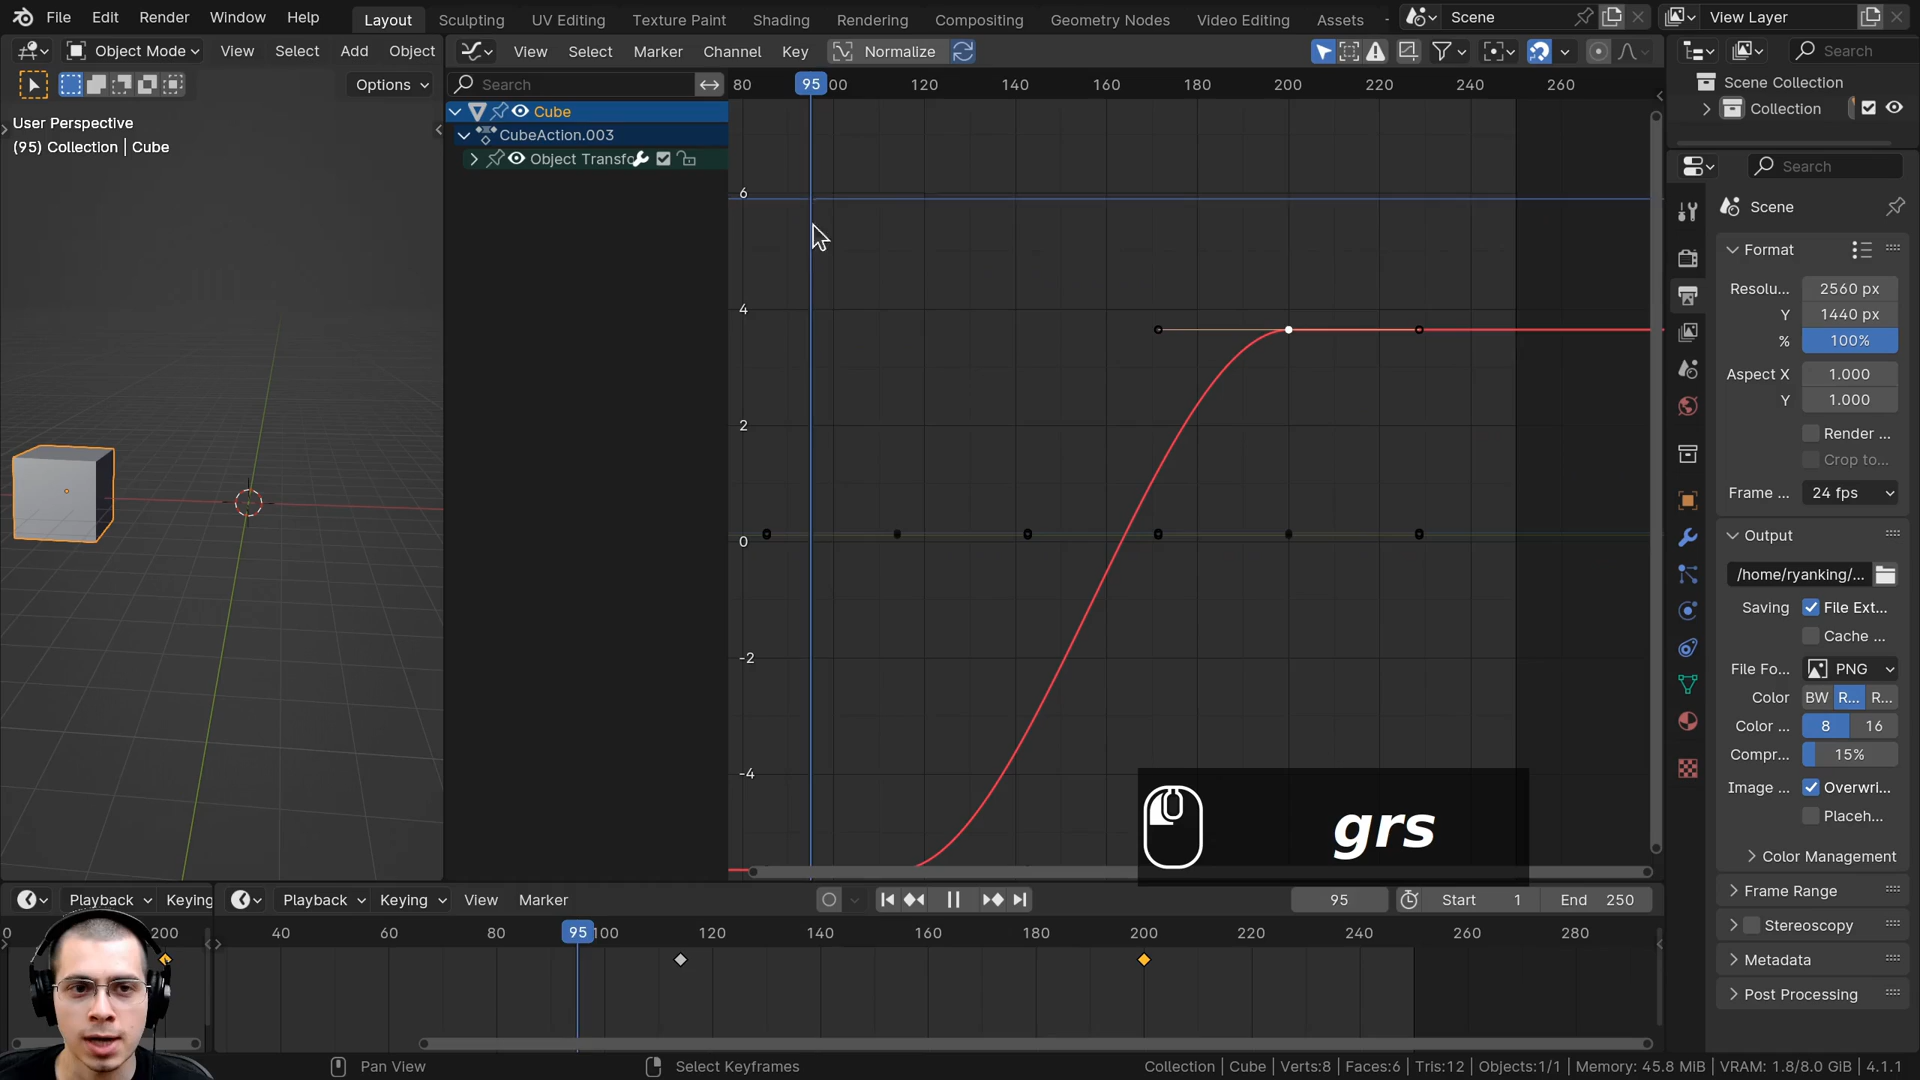 File Edit Render Window Help Layout Sculpting UV Editing Texture Paint Shading Rendering Compositing Geometry Nodes Video Editing Assets Scene View Layer
Object Mode View Select Add Object View Select Marker Channel Key Normalize Search
Options Search 80 95 00 120 140 160 180 200 220 240 260 Scene Collection
Cube Collection
User Perspective
(95) Collection | Cube
CubeAction.003
Object Transfo
Search
6
4
2
0
-2
-4
Scene
Format
Resolu... 2560 px
Y 1440 px
% 100%
Aspect X 1.000
Y 1.000
Render ...
Crop to...
Frame ... 24 fps
Output
/home/ryanking/...
Saving File Ext...
Cache ...
File Fo... PNG
Color BW R... R...
Color ... 8 16
Compr... 15%
Image ... Overwri...
Placeh...
Color Management
Frame Range
Stereoscopy
Metadata
Post Processing
grs
Playback Keying Playback Keying View Marker 95 Start 1 End 250
0 200 40 60 80 95 100 120 140 160 180 200 220 240 260 280
Pan View Select Keyframes Collection | Cube | Verts:8 | Faces:6 | Tris:12 | Objects:1/1 | Memory: 45.8 MiB | VRAM: 1.8/8.0 GiB | 4.1.1